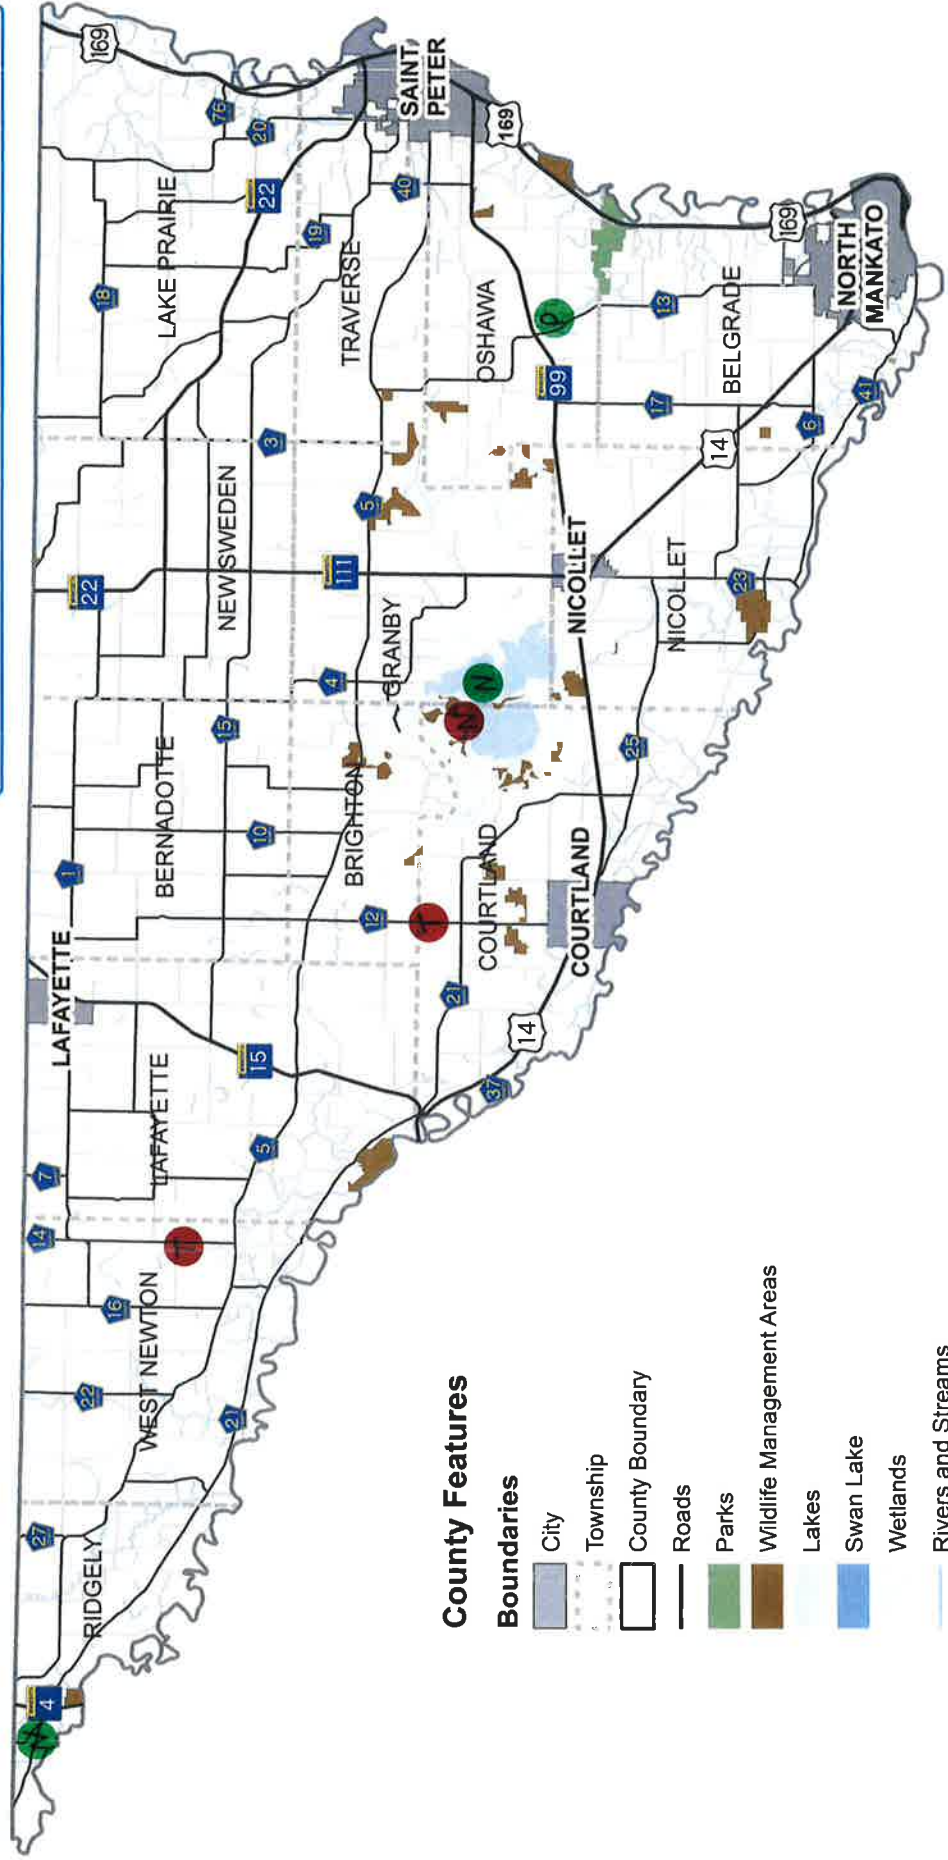 169
76
20
SAINT
PETER
22
18
LAKE PRAIRIE
19
40
169
TRAVERSE
OSHAWA
P
13
169
NORTH
MANKATO
BELGRADE
99
17
41
6
14
3
5
NEW SWEDEN
22
111
NICOLLET
NICOLLET
23
GRANBY
4
N
N
15
BERNADOTTE
25
10
BRIGHTON
1
12
COURTLAND
COURTLAND
LAFAYETTE
21
14
15
37
LAFAYETTE
5
7
14
16
WEST NEWTON
22
21
27
RIDGELY
4
County Features
Boundaries
City
Township
County Boundary
Roads
Parks
Wildlife Management Areas
Lakes
Swan Lake
Wetlands
Rivers and Streams